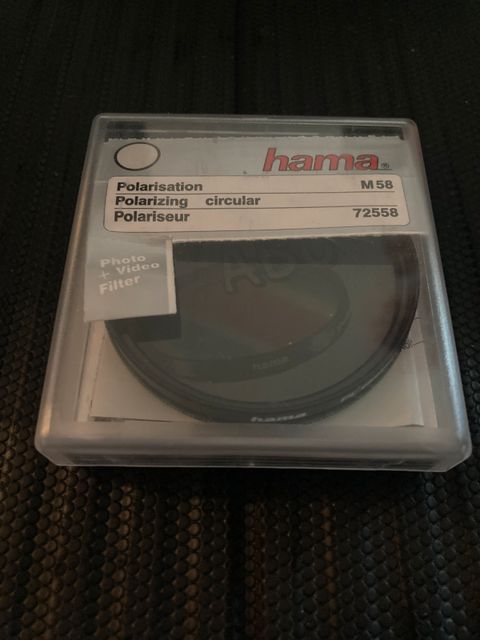 hama®
Polarisation M 58
Polarizing circular
Polariseur 72558
Photo
+ Video
Filter
hama
hama